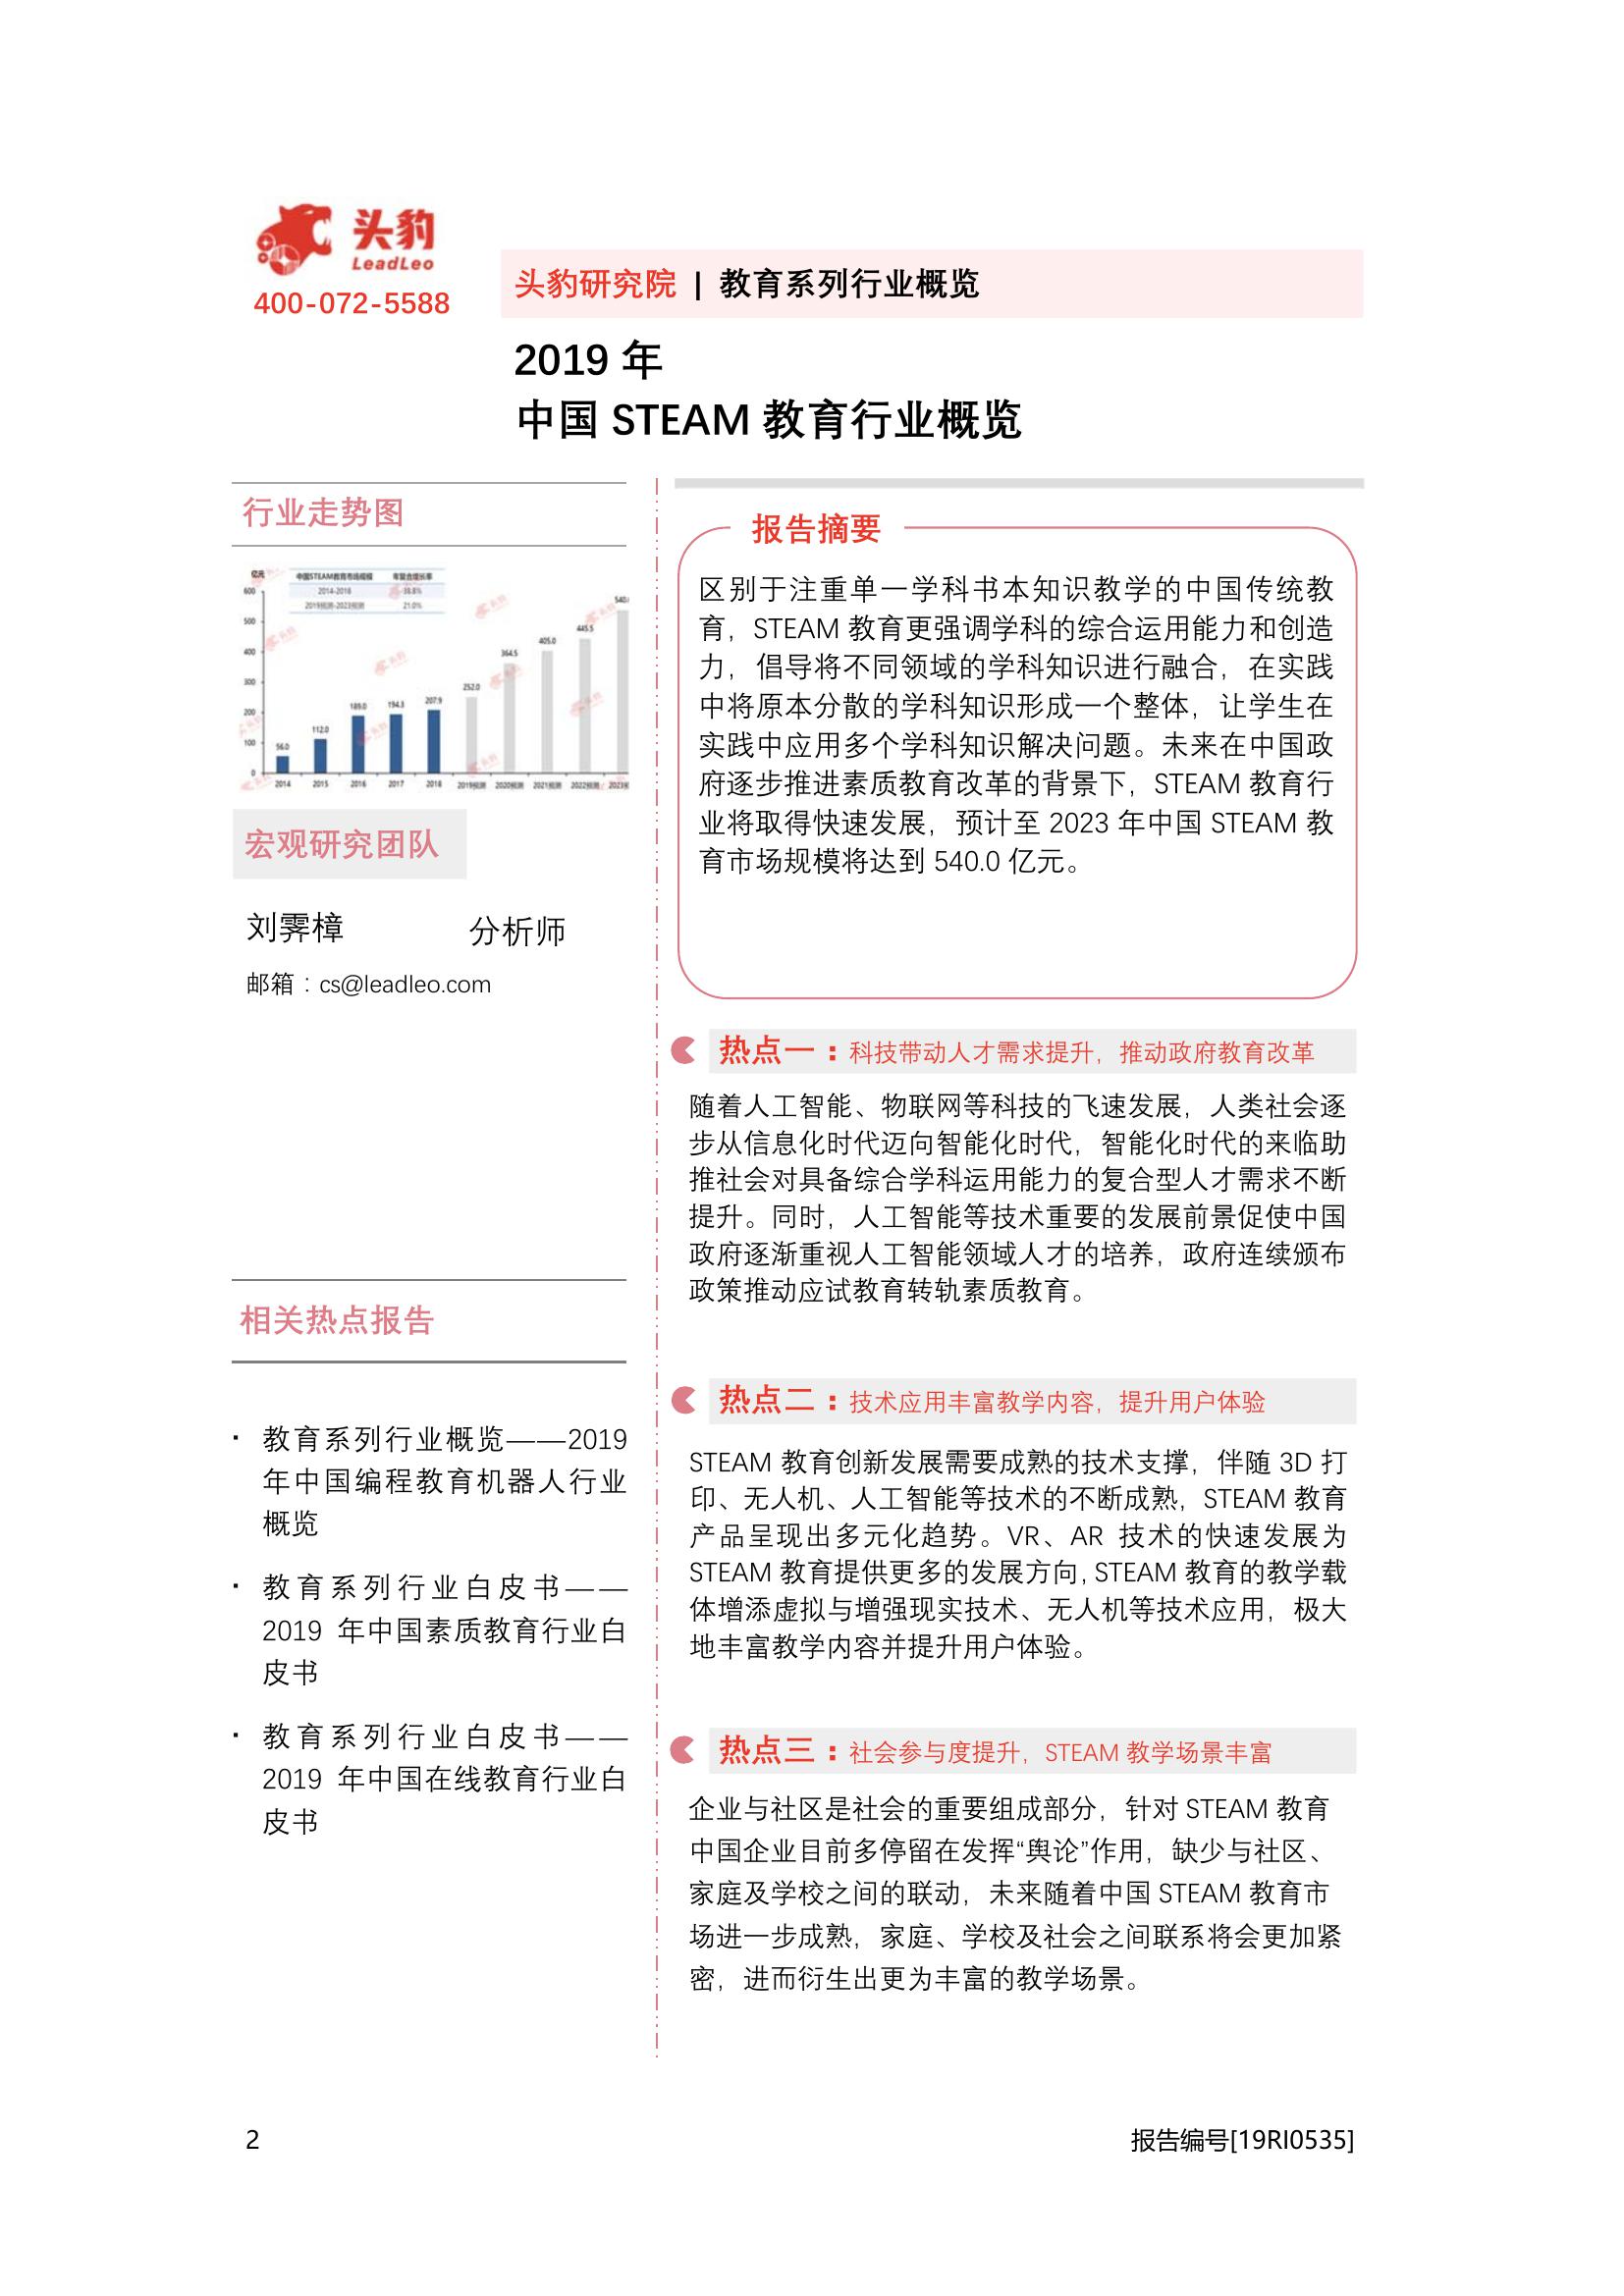 头豹
LeadLeo
400-072-5588
头豹研究院 | 教育系列行业概览
2019 年
中国 STEAM 教育行业概览
行业走势图
亿元
中国STEAM教育市场规模 年复合增长率
2014-2018 38.8%
2019预测-2023预测 21.0%
600
500
400
300
200
100
0
56.0
112.0
189.0
194.3
207.9
252.0
364.5
405.0
445.5
540.
2014 2015 2016 2017 2018 2019预测 2020预测 2021预测 2022预测 2023
宏观研究团队
刘霁樟 分析师
邮箱：cs@leadleo.com
相关热点报告
· 教育系列行业概览——2019
年中国编程教育机器人行业
概览
· 教育系列行业白皮书——
2019 年中国素质教育行业白
皮书
· 教育系列行业白皮书——
2019 年中国在线教育行业白
皮书
报告摘要
区别于注重单一学科书本知识教学的中国传统教
育，STEAM 教育更强调学科的综合运用能力和创造
力，倡导将不同领域的学科知识进行融合，在实践
中将原本分散的学科知识形成一个整体，让学生在
实践中应用多个学科知识解决问题。未来在中国政
府逐步推进素质教育改革的背景下，STEAM 教育行
业将取得快速发展，预计至 2023 年中国 STEAM 教
育市场规模将达到 540.0 亿元。
热点一：科技带动人才需求提升，推动政府教育改革
随着人工智能、物联网等科技的飞速发展，人类社会逐
步从信息化时代迈向智能化时代，智能化时代的来临助
推社会对具备综合学科运用能力的复合型人才需求不断
提升。同时，人工智能等技术重要的发展前景促使中国
政府逐渐重视人工智能领域人才的培养，政府连续颁布
政策推动应试教育转轨素质教育。
热点二：技术应用丰富教学内容，提升用户体验
STEAM 教育创新发展需要成熟的技术支撑，伴随 3D 打
印、无人机、人工智能等技术的不断成熟，STEAM 教育
产品呈现出多元化趋势。VR、AR 技术的快速发展为
STEAM 教育提供更多的发展方向，STEAM 教育的教学载
体增添虚拟与增强现实技术、无人机等技术应用，极大
地丰富教学内容并提升用户体验。
热点三：社会参与度提升，STEAM 教学场景丰富
企业与社区是社会的重要组成部分，针对 STEAM 教育
中国企业目前多停留在发挥“舆论”作用，缺少与社区、
家庭及学校之间的联动，未来随着中国 STEAM 教育市
场进一步成熟，家庭、学校及社会之间联系将会更加紧
密，进而衍生出更为丰富的教学场景。
2
报告编号[19RI0535]